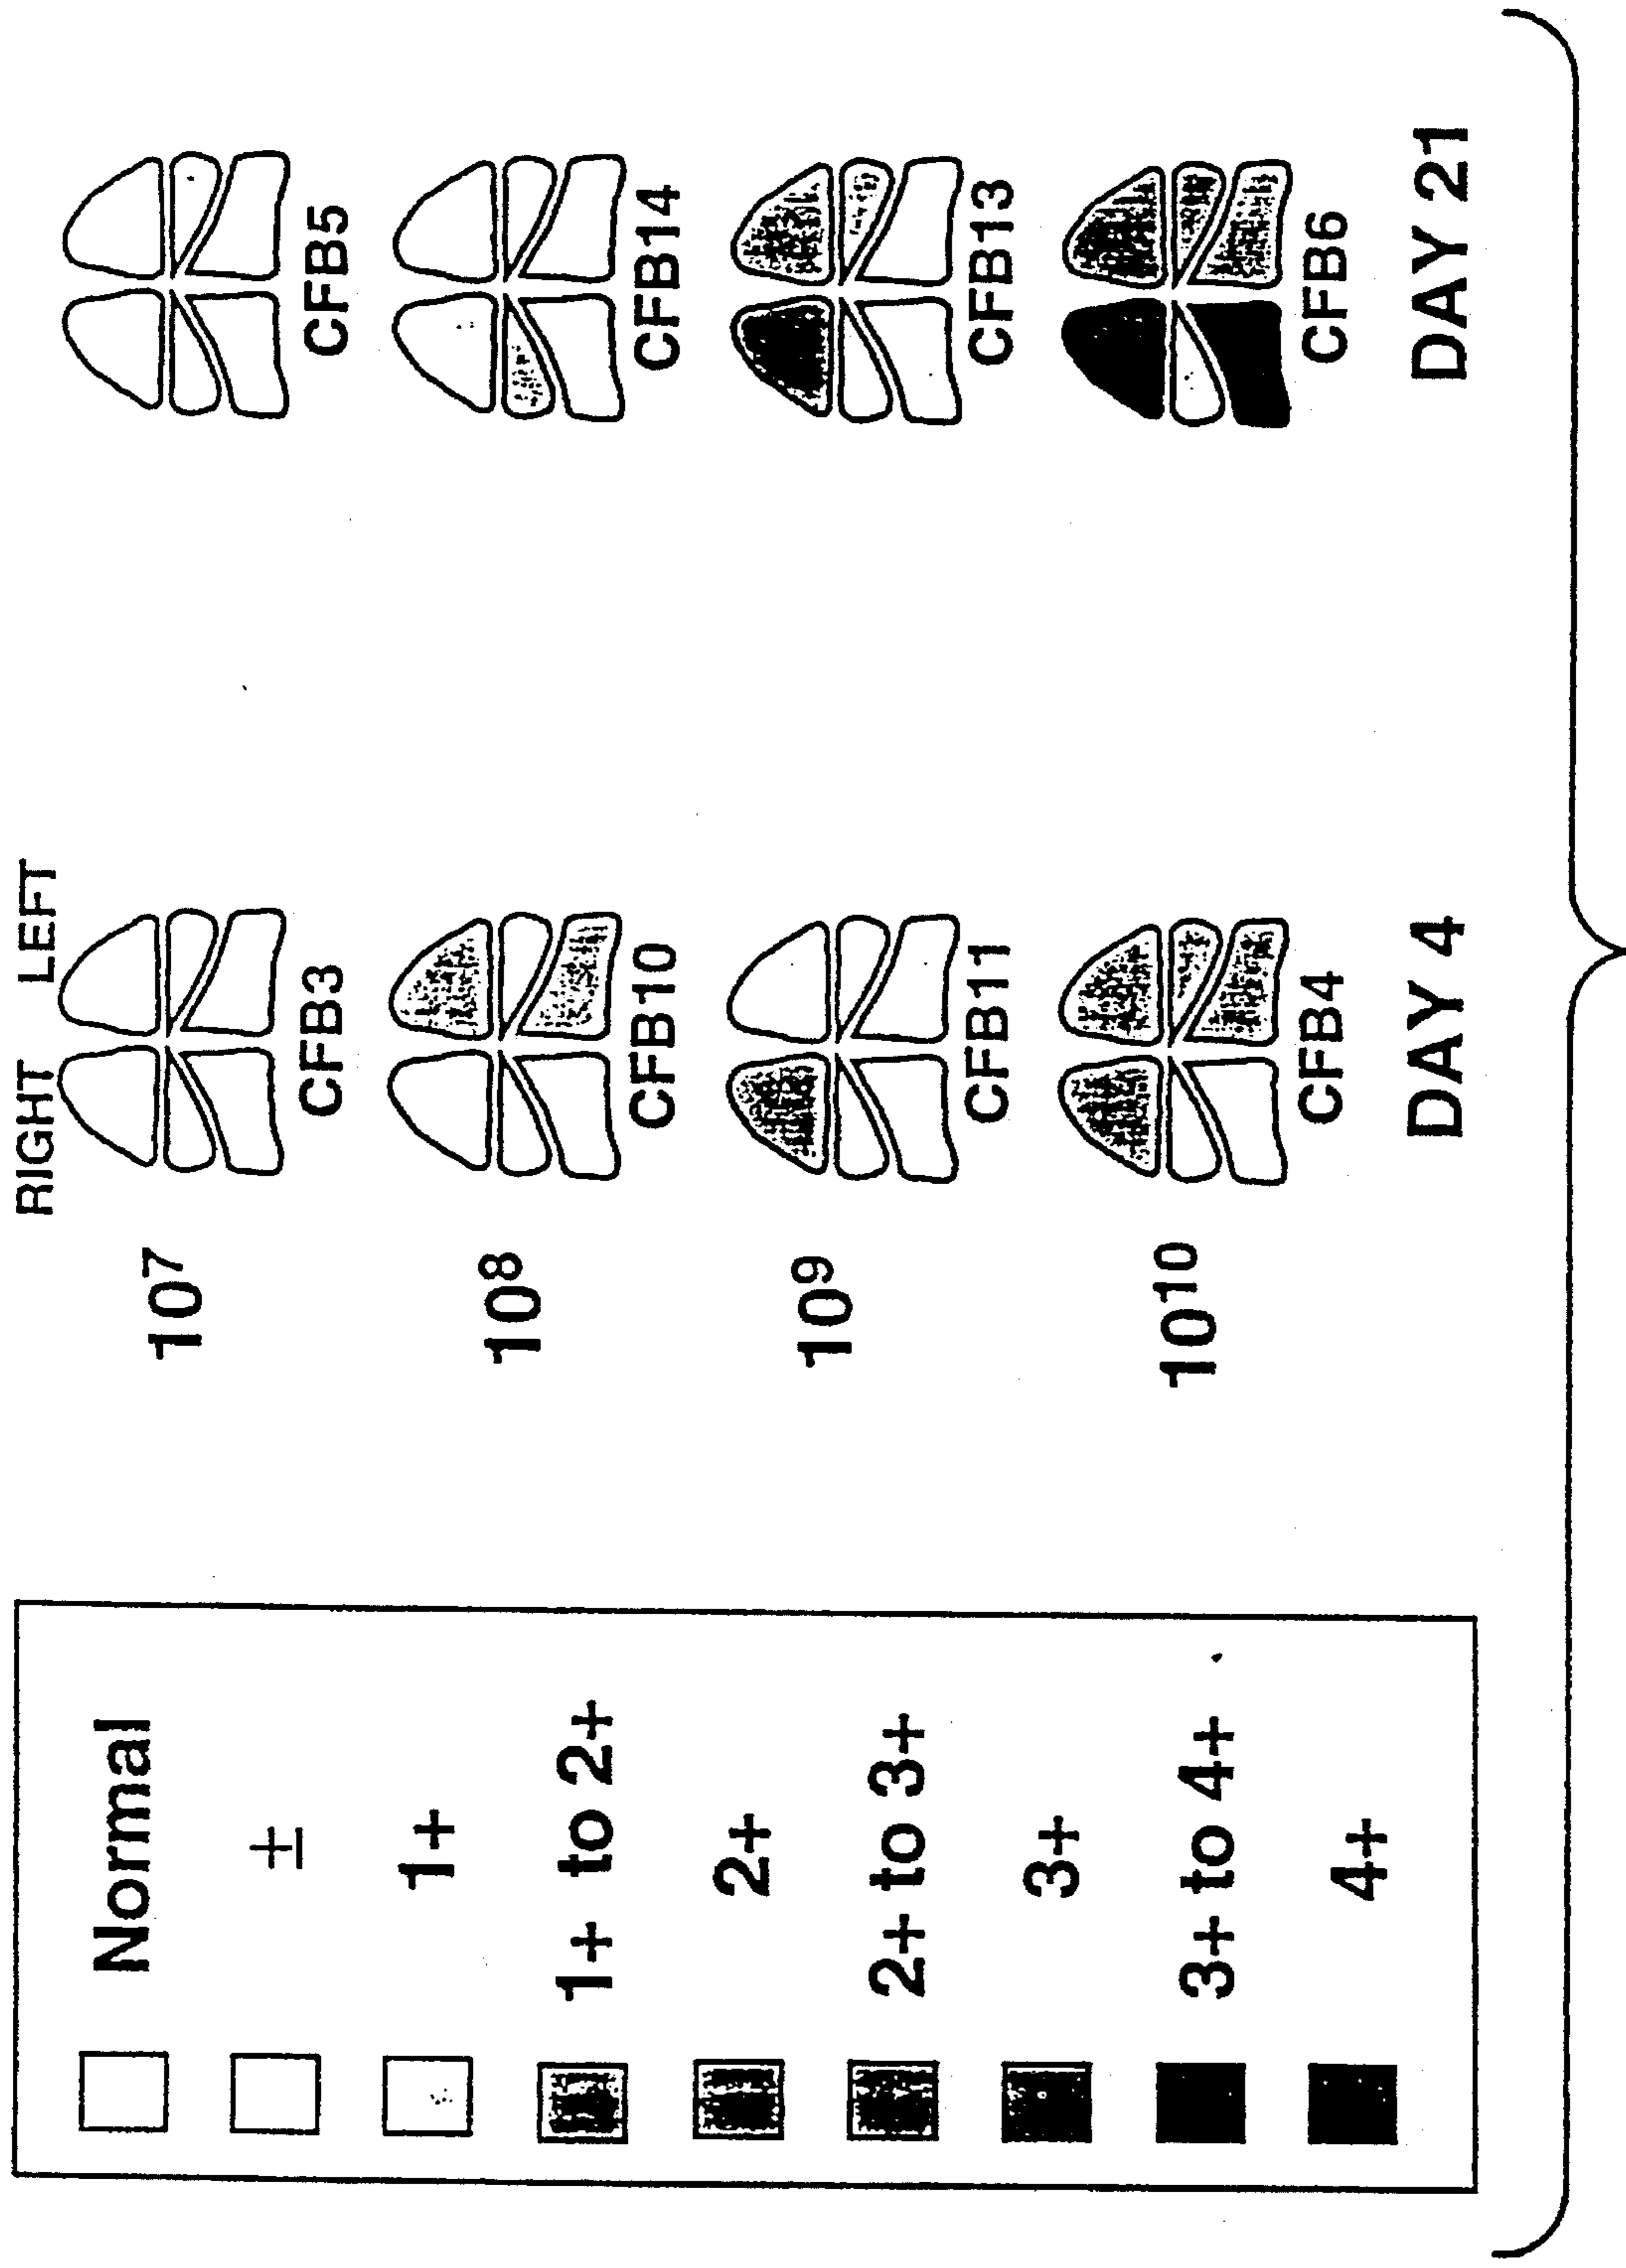 Normal
±
1+
1+ to 2+
2+
2+ to 3+
3+
3+ to 4+
4+
RIGHT LEFT
10⁷
CFB3
CFB5
10⁸
CFB10
CFB14
10⁹
CFB11
CFB13
10¹⁰
CFB4
CFB6
DAY 4
DAY 21